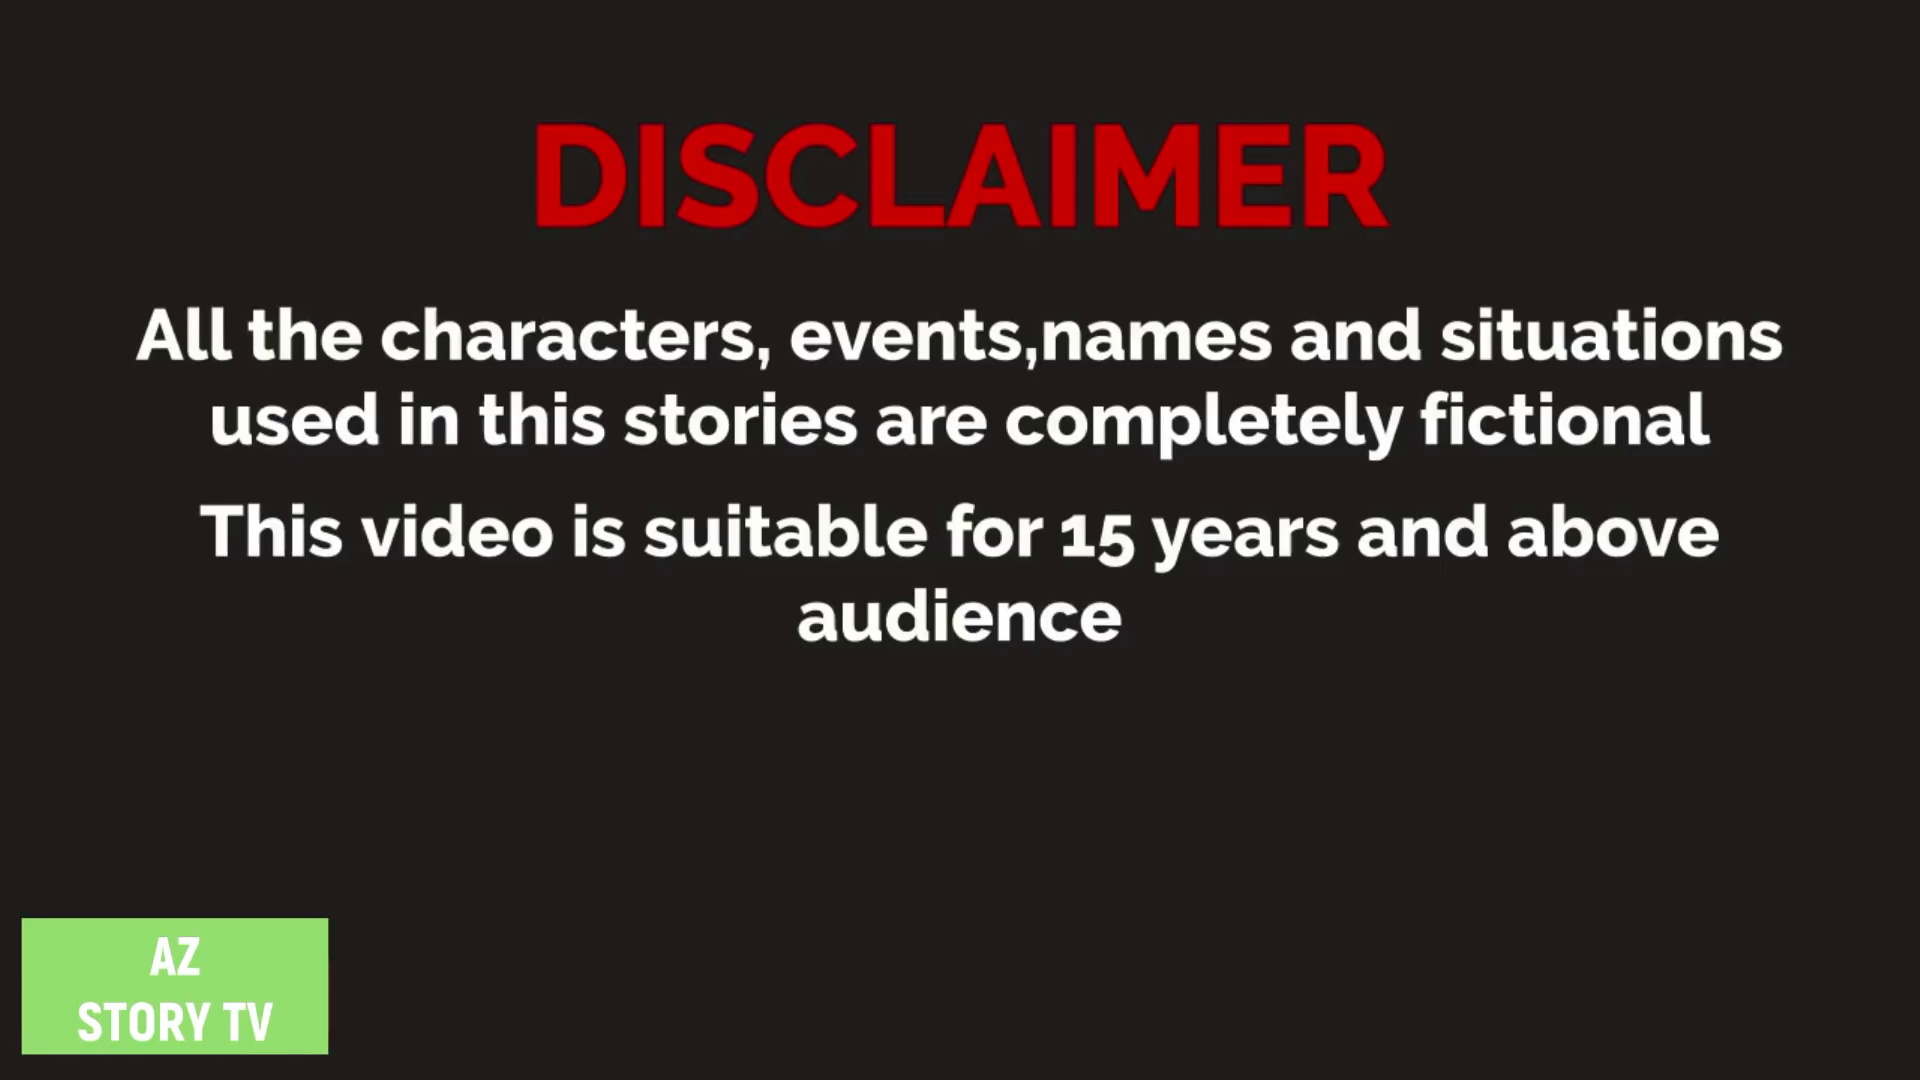 DISCLAIMER
All the characters, events,names and situations
used in this stories are completely fictional
This video is suitable for 15 years and above
audience
AZ
STORY TV